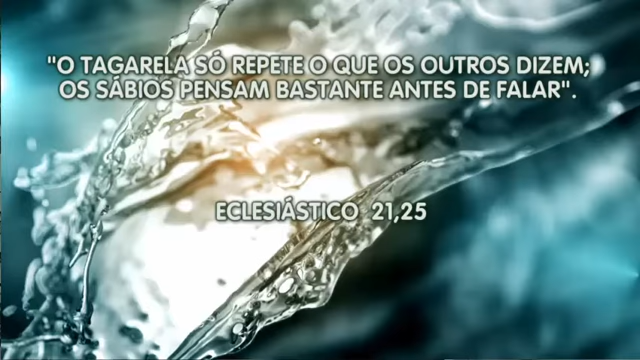 "O TAGARELA SÓ REPETE O QUE OS OUTROS DIZEM;
OS SÁBIOS PENSAM BASTANTE ANTES DE FALAR".
ECLESIÁSTICO 21,25